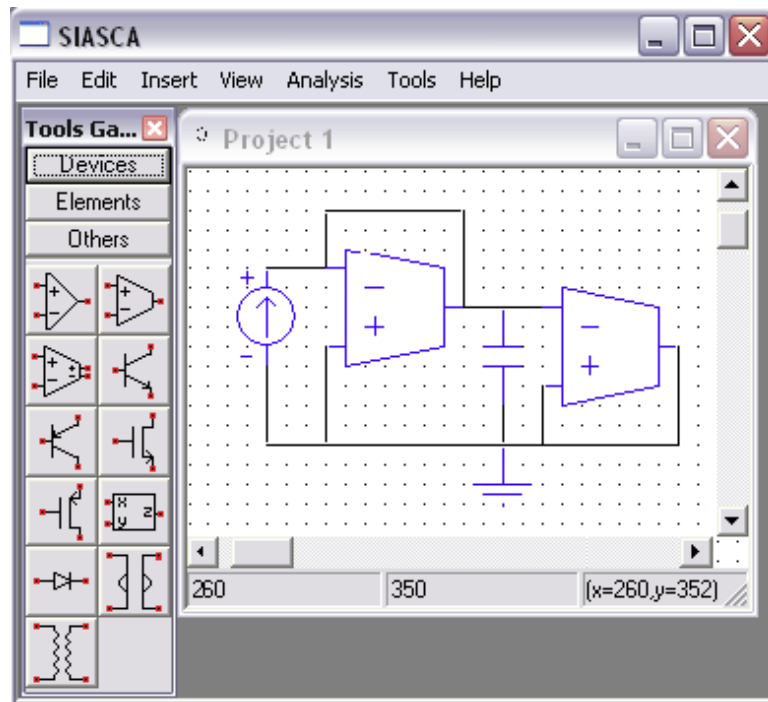 SIASCA
File Edit Insert View Analysis Tools Help
Tools Ga...
Project 1
Devices
Elements
Others
x
y z
260 350 (x=260,y=352)